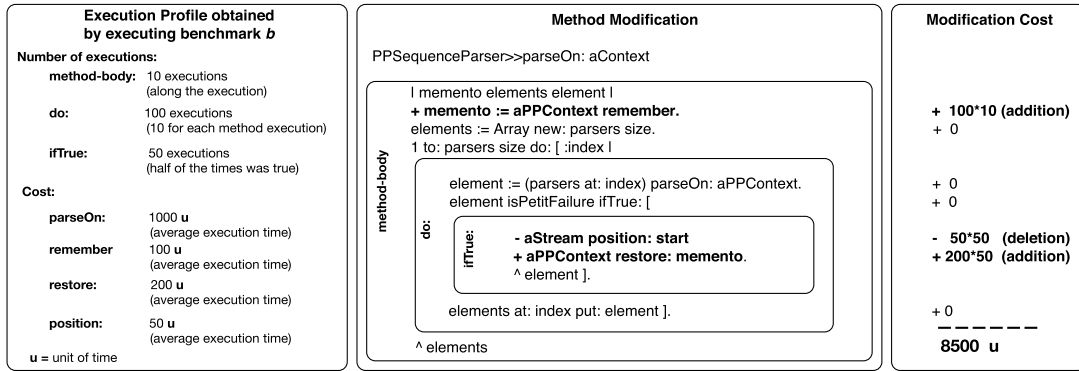 Execution Profile obtained
by executing benchmark b
Number of executions:
method-body: 10 executions
(along the execution)
do: 100 executions
(10 for each method execution)
ifTrue: 50 executions
(half of the times was true)
Cost:
parseOn: 1000 u
(average execution time)
remember 100 u
(average execution time)
restore: 200 u
(average execution time)
position: 50 u
(average execution time)
u = unit of time
Method Modification
PPSequenceParser>>parseOn: aContext
method-body
| memento elements element |
+ memento := aPPContext remember.
elements := Array new: parsers size.
1 to: parsers size do: [ :index |
do:
element := (parsers at: index) parseOn: aPPContext.
element isPetitFailure ifTrue: [
ifTrue:
- aStream position: start
+ aPPContext restore: memento.
^ element ].
elements at: index put: element ].
^ elements
Modification Cost
+ 100*10 (addition)
+ 0
+ 0
+ 0
- 50*50 (deletion)
+ 200*50 (addition)
+ 0
8500 u